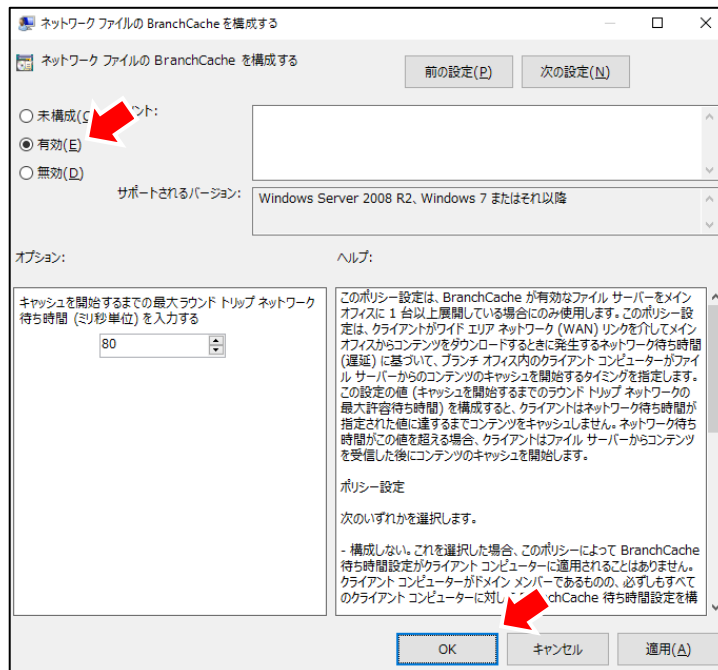 ネットワーク ファイルの BranchCache を構成する
ネットワーク ファイルの BranchCache を構成する
前の設定(P)
次の設定(N)
未構成(C
ント:
有効(E)
無効(D)
サポートされるバージョン:
Windows Server 2008 R2、Windows 7 またはそれ以降
オプション:
ヘルプ:
キャッシュを開始するまでの最大ラウンド トリップ ネットワーク
待ち時間 (ミリ秒単位) を入力する
80
このポリシー設定は、BranchCache が有効なファイル サーバーをメイン
オフィスに 1 台以上展開している場合にのみ使用します。このポリシー設
定は、クライアントがワイド エリア ネットワーク (WAN) リンクを介してメイン
オフィスからコンテンツをダウンロードするときに発生するネットワーク待ち時間
(遅延) に基づいて、ブランチ オフィス内のクライアント コンピューターがファイ
ル サーバーからのコンテンツのキャッシュを開始するタイミングを指定します。
この設定の値 (キャッシュを開始するまでのラウンド トリップ ネットワークの
最大許容待ち時間) を構成すると、クライアントはネットワーク待ち時間が
指定された値に達するまでコンテンツをキャッシュしません。ネットワーク待ち
時間がこの値を超える場合、クライアントはファイル サーバーからコンテンツ
を受信した後にコンテンツのキャッシュを開始します。
ポリシー設定
次のいずれかを選択します。
- 構成しない。これを選択した場合、このポリシーによって BranchCache
待ち時間設定がクライアント コンピューターに適用されることはありません。
クライアント コンピューターがドメイン メンバーであるものの、必ずしもすべて
のクライアント コンピューターに対し anchCache 待ち時間設定を構
OK
キャンセル
適用(A)